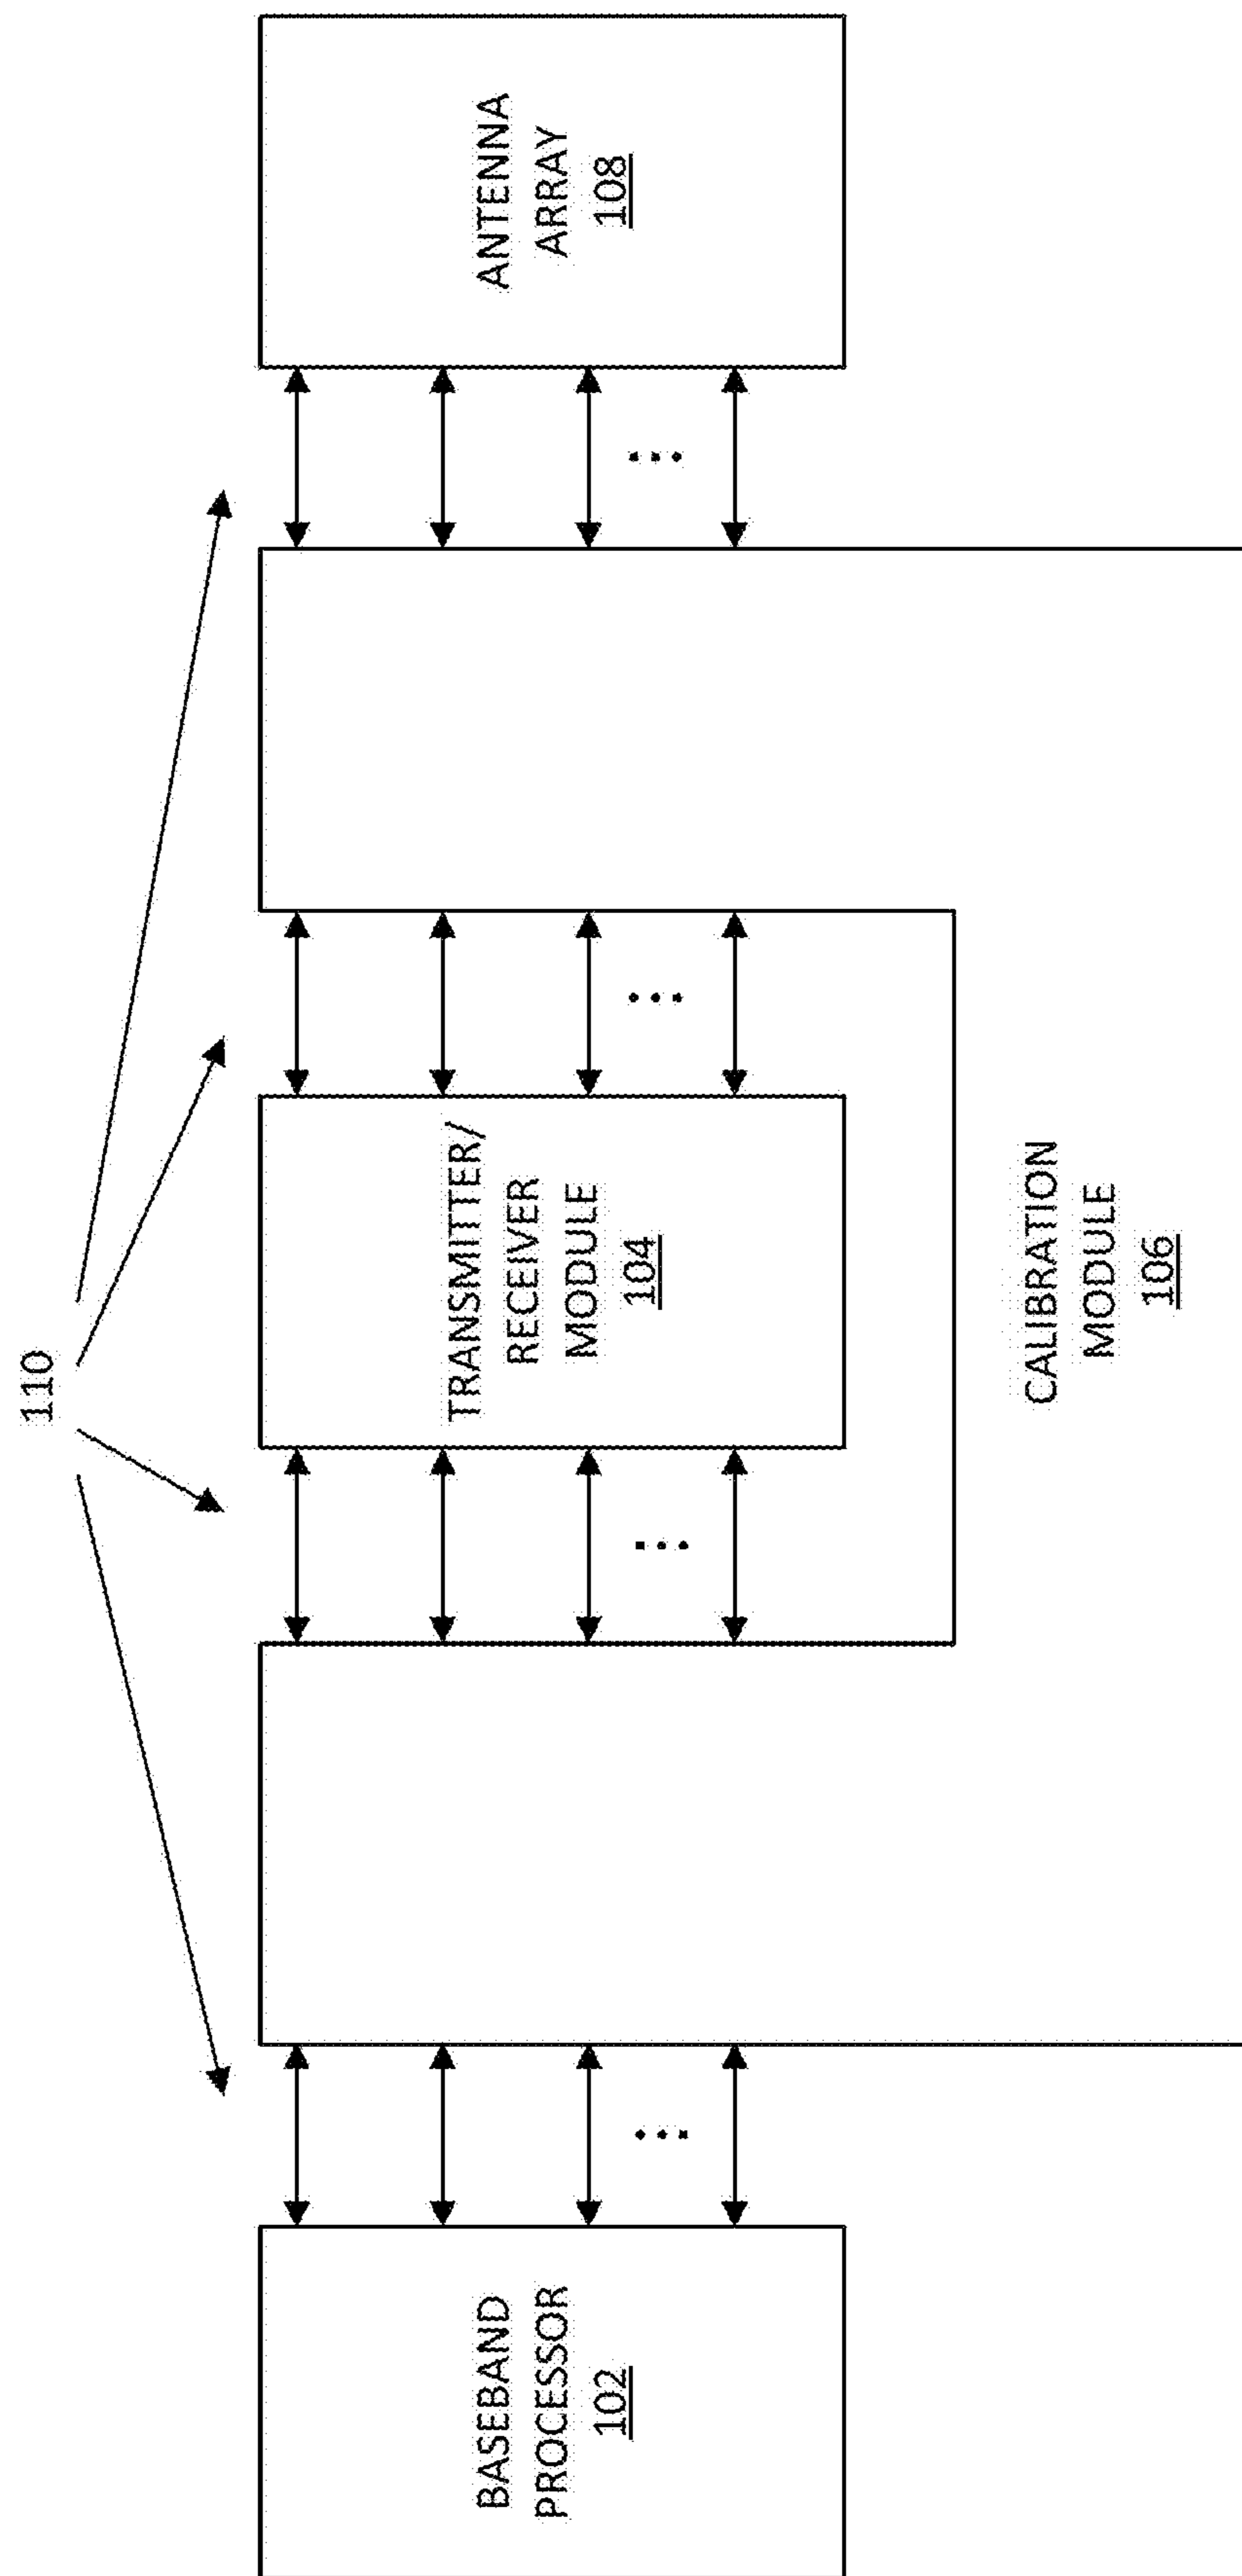 110
BASEBAND
PROCESSOR
102
TRANSMITTER/
RECEIVER
MODULE
104
ANTENNA
ARRAY
108
CALIBRATION
MODULE
106